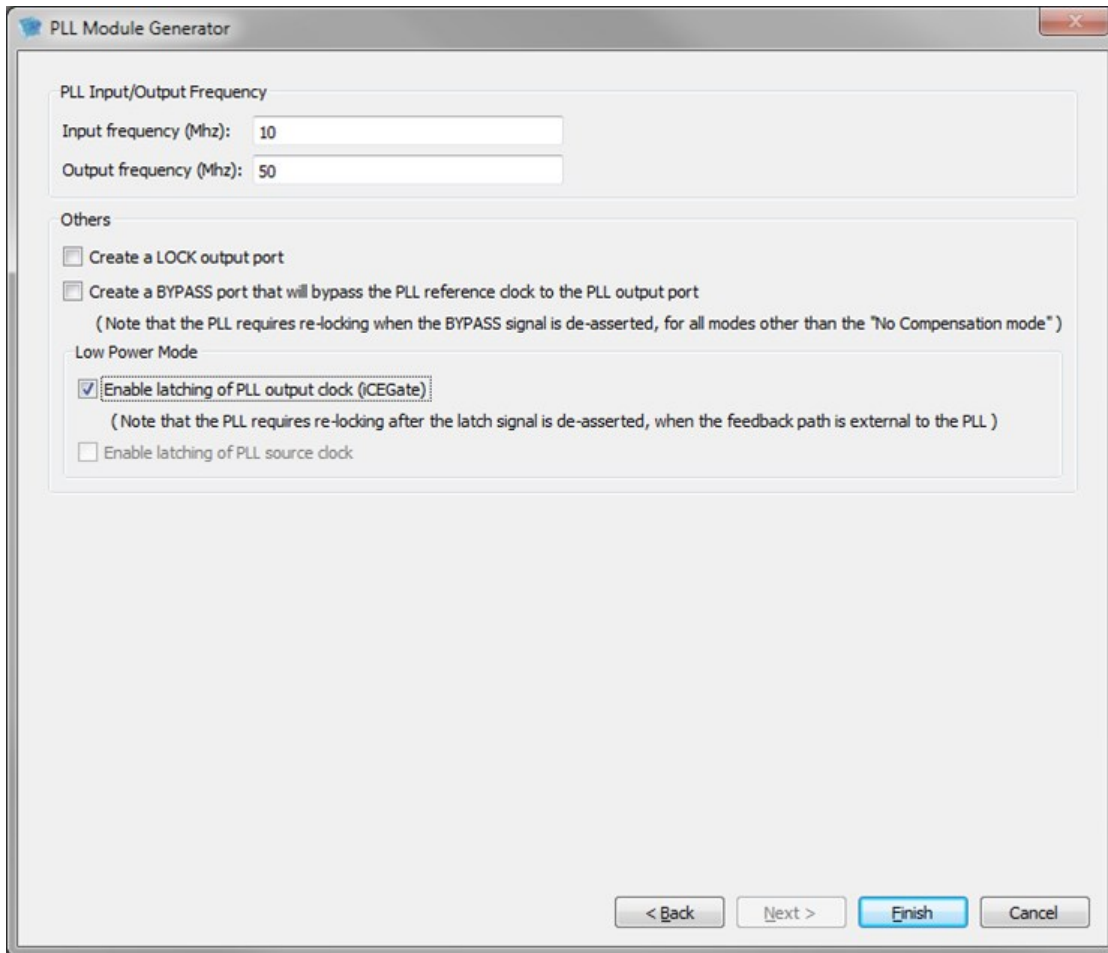 PLL Module Generator
PLL Input/Output Frequency
Input frequency (Mhz): 10
Output frequency (Mhz): 50
Others
Create a LOCK output port
Create a BYPASS port that will bypass the PLL reference clock to the PLL output port
( Note that the PLL requires re-locking when the BYPASS signal is de-asserted, for all modes other than the "No Compensation mode" )
Low Power Mode
Enable latching of PLL output clock (iCEGate)
( Note that the PLL requires re-locking after the latch signal is de-asserted, when the feedback path is external to the PLL )
Enable latching of PLL source clock
< Back Next > Finish Cancel